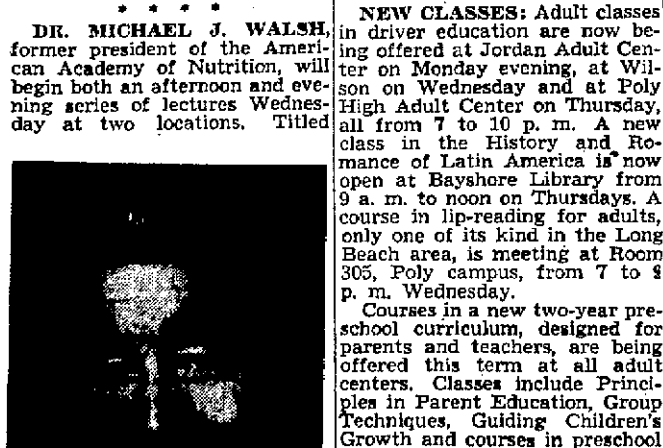 * * * *
DR. MICHAEL J. WALSH,
former president of the Ameri-
can Academy of Nutrition, will
begin both an afternoon and eve-
ning series of lectures Wednes-
day at two locations. Titled
NEW CLASSES: Adult classes
in driver education are now be-
ing offered at Jordan Adult Cen-
ter on Monday evening, at Wil-
son on Wednesday and at Poly
High Adult Center on Thursday,
all from 7 to 10 p. m. A new
class in the History and Ro-
mance of Latin America is now
open at Bayshore Library from
9 a. m. to noon on Thursdays. A
course in lip-reading for adults,
only one of its kind in the Long
Beach area, is meeting at Room
305, Poly campus, from 7 to
p. m. Wednesday.
Courses in a new two-year pre-
school curriculum, designed for
parents and teachers, are being
offered this term at all adult
centers. Classes include Princi-
ples in Parent Education, Group
Techniques, Guiding Children's
Growth and courses in preschool